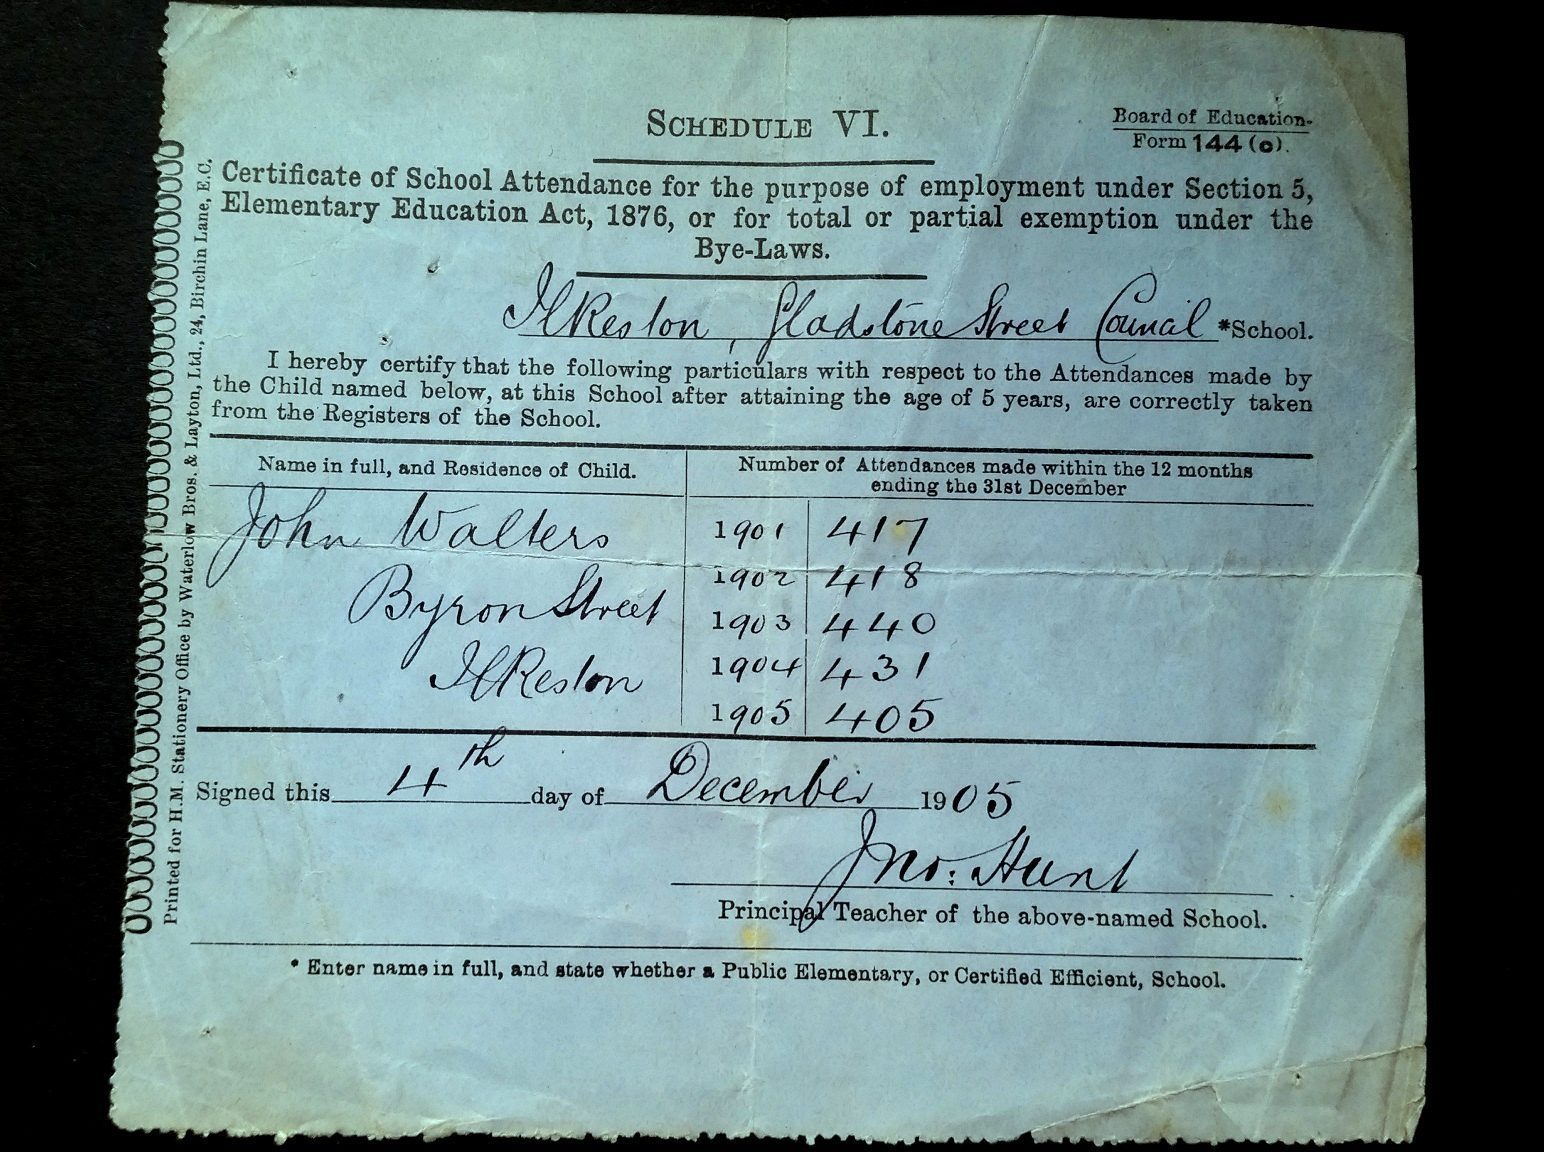 SCHEDULE VI.
Board of Education.
Form 144 (o).
Certificate of School Attendance for the purpose of employment under Section 5,
Elementary Education Act, 1876, or for total or partial exemption under the
Bye-Laws.
Ilkeston, Gladstone Street Council *School.
I hereby certify that the following particulars with respect to the Attendances made by
the Child named below, at this School after attaining the age of 5 years, are correctly taken
from the Registers of the School.
Name in full, and Residence of Child.
Number of Attendances made within the 12 months
ending the 31st December
John Walters
Byron Street
Ilkeston
1901 417
1902 418
1903 440
1904 431
1905 405
Signed this 4th day of December 1905
Jno: Hunt
Principal Teacher of the above-named School.
* Enter name in full, and state whether a Public Elementary, or Certified Efficient, School.
Printed for H.M. Stationery Office by Waterlow Bros. & Layton, Ltd., 24, Birchin Lane, E.C.